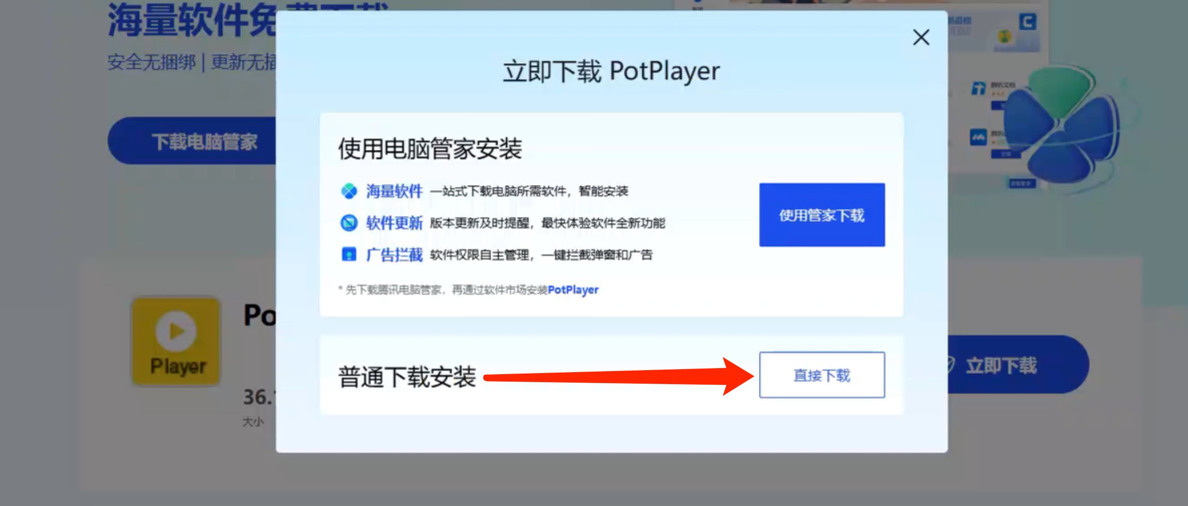 海量软件免费下载
安全无捆绑 | 更新无插
下载电脑管家
立即下载 PotPlayer
使用电脑管家安装
海量软件 一站式下载电脑所需软件，智能安装
软件更新 版本更新及时提醒，最快体验软件全新功能
广告拦截 软件权限自主管理，一键拦截弹窗和广告
* 先下载腾讯电脑管家，再通过软件市场安装PotPlayer
使用管家下载
普通下载安装
直接下载
Player
Po
36.
大小
立即下载